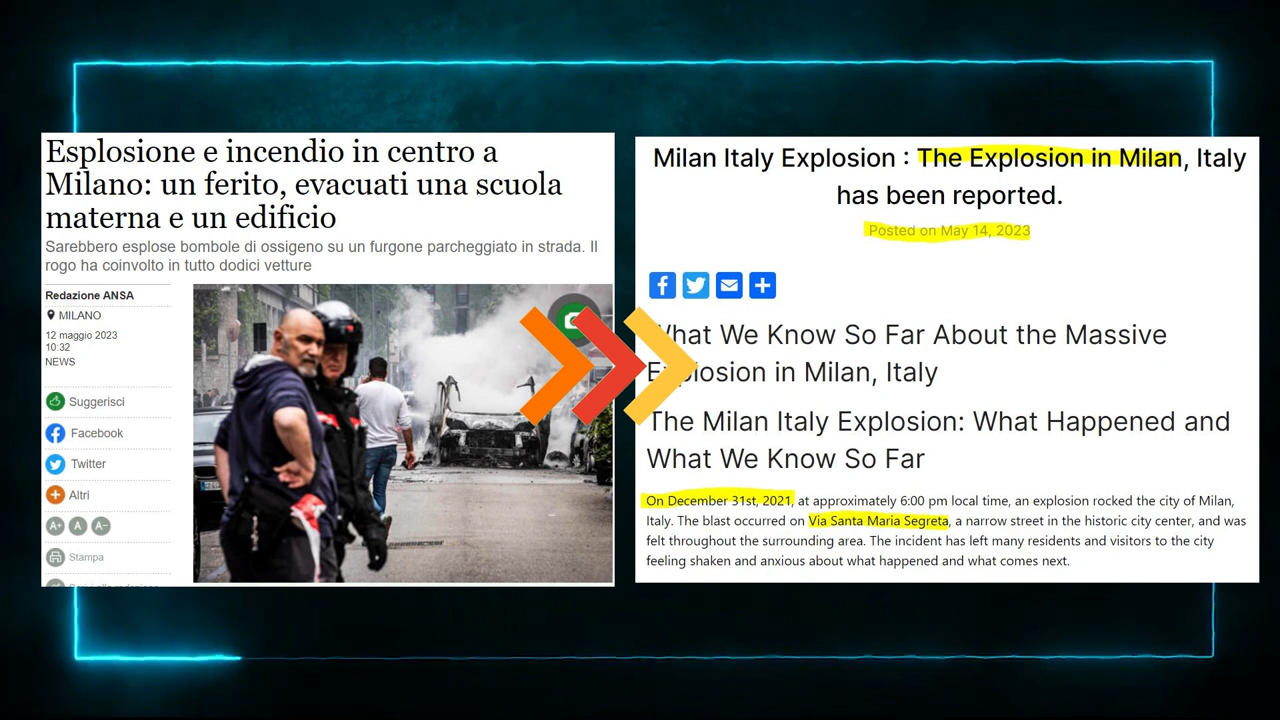 Esplosione e incendio in centro a
Milano: un ferito, evacuati una scuola
materna e un edificio
Sarebbero esplose bombole di ossigeno su un furgone parcheggiato in strada. Il
rogo ha coinvolto in tutto dodici vetture
Redazione ANSA
MILANO
12 maggio 2023
10:32
NEWS
Suggerisci
Facebook
Twitter
Altri
A+ A A-
Stampa
Milan Italy Explosion : The Explosion in Milan, Italy
has been reported.
Posted on May 14, 2023
What We Know So Far About the Massive
Explosion in Milan, Italy
The Milan Italy Explosion: What Happened and
What We Know So Far
On December 31st, 2021, at approximately 6:00 pm local time, an explosion rocked the city of Milan,
Italy. The blast occurred on Via Santa Maria Segreta, a narrow street in the historic city center, and was
felt throughout the surrounding area. The incident has left many residents and visitors to the city
feeling shaken and anxious about what happened and what comes next.